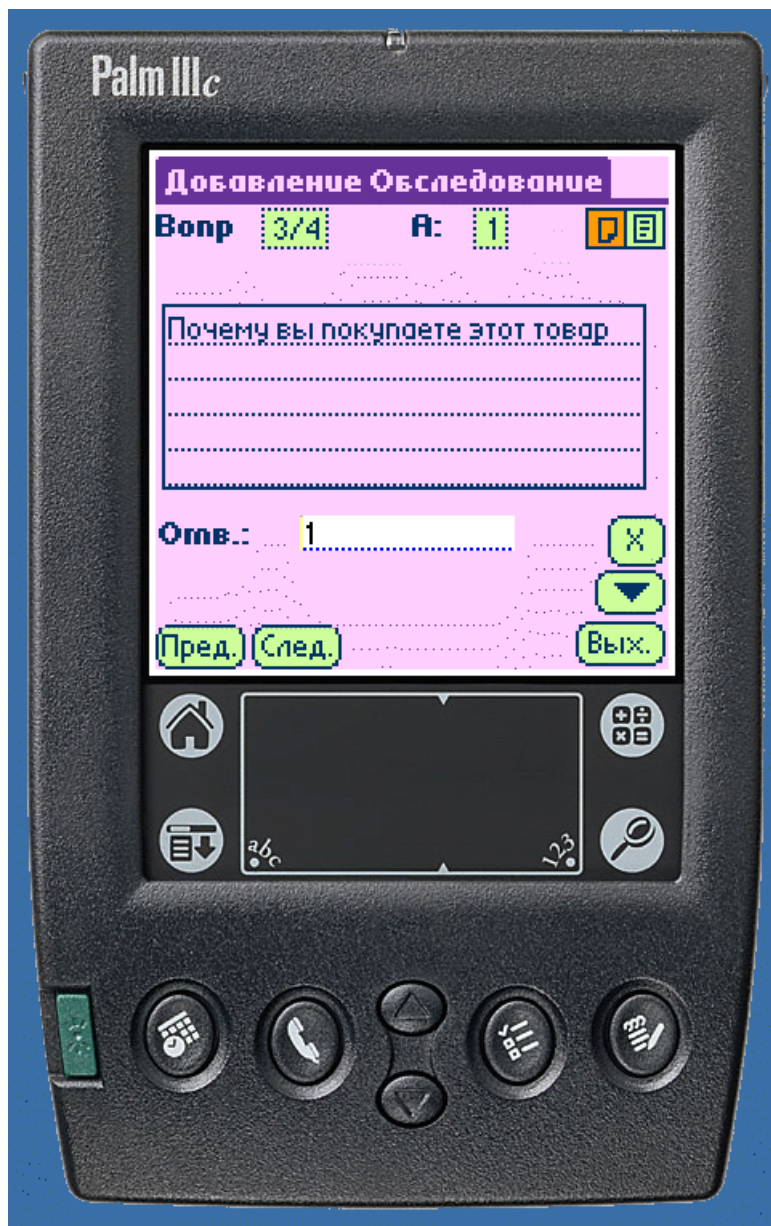 Palm IIIc
Добавление Обследование
Вопр 3/4 А: 1
Почему вы покупаете этот товар
Отв.: 1
X
Пред. След. Вых.
abc 123